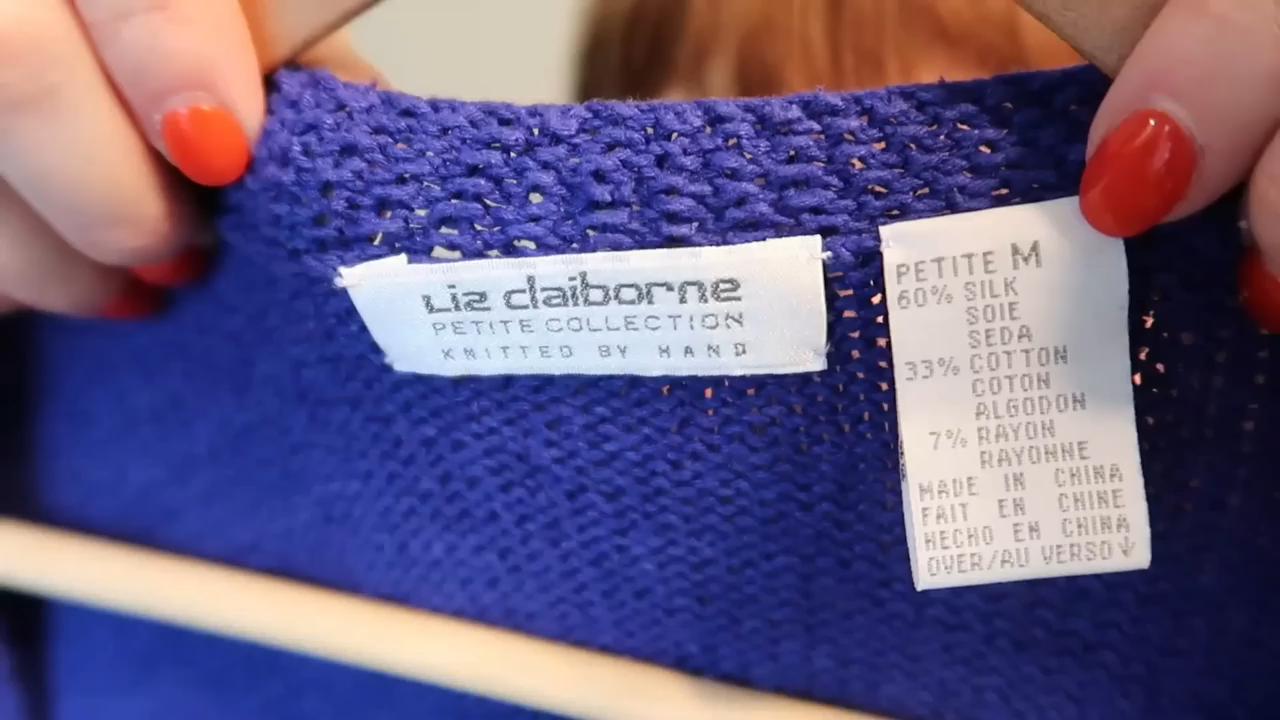 Liz claiborne
PETITE COLLECTION
KNITTED BY HAND
PETITE M
60% SILK
SOIE
SEDA
33% COTTON
COTON
ALGODON
7% RAYON
RAYONNE
MADE IN CHINA
FAIT EN CHINE
HECHO EN CHINA
OVER/AU VERSO↓